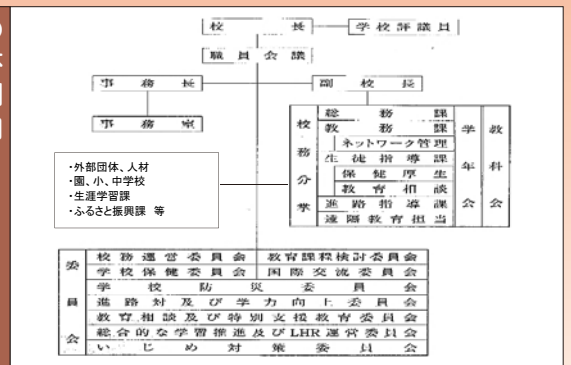 校長 学校評議員
職員会議
事務長 副校長
事務室
校務分掌
総務課
教務課
ネットワーク管理
生徒指導課
保健厚生
教育相談
進路指導課
遠隔教育担当
学年会
教科会
・外部団体、人材
・園、小、中学校
・生涯学習課
・ふるさと振興課 等
委員会
校務運営委員会 教育課程検討委員会
学校保健委員会 国際交流委員会
学校防災委員会
進路対及び学力向上委員会
教育相談及び特別支援教育委員会
総合的な学習推進及びLHR運営委員会
いじめ対策委員会